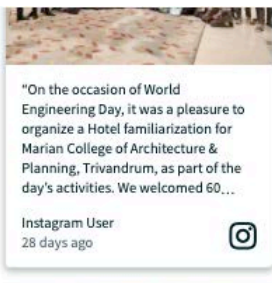 "On the occasion of World
Engineering Day, it was a pleasure to
organize a Hotel familiarization for
Marian College of Architecture &
Planning, Trivandrum, as part of the
day's activities. We welcomed 60...
Instagram User
28 days ago